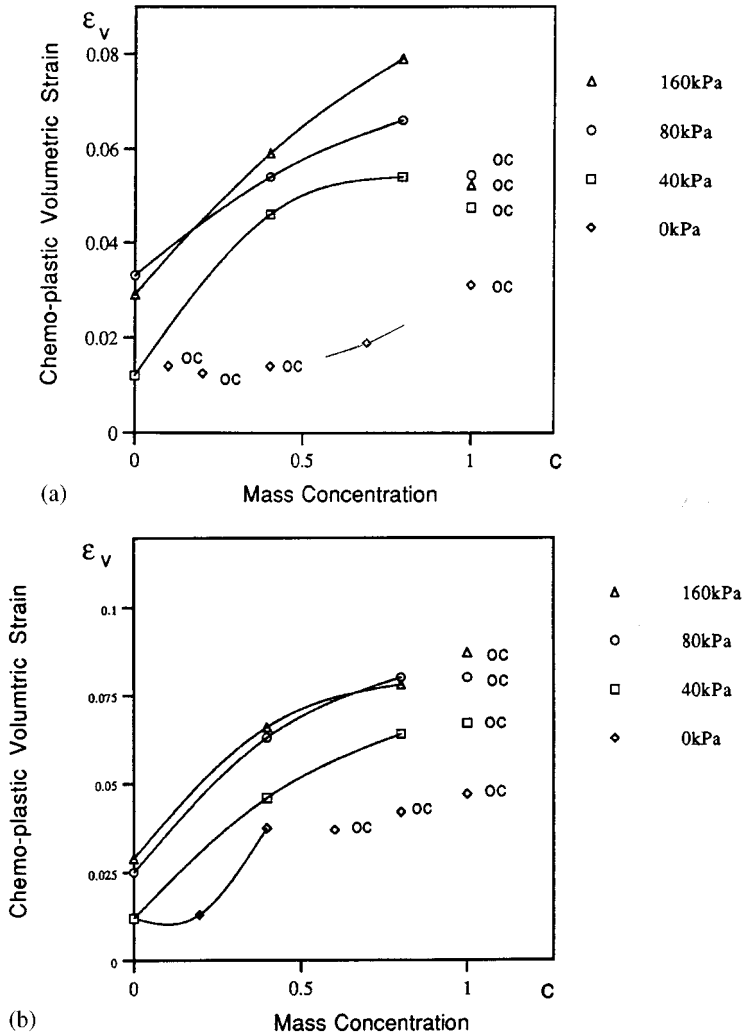 εv
0.08
0.06
0.04
0.02
0
Chemo-plastic Volumetric Strain
oc
oc
oc
oc
oc
oc
oc
0
0.5
1
C
Mass Concentration
(a)
160kPa
80kPa
40kPa
0kPa
εv
0.1
0.075
0.05
0.025
0
Chemo-plastic Volumtric Strain
oc
oc
oc
oc
oc
oc
0
0.5
1
C
Mass Concentration
(b)
160kPa
80kPa
40kPa
0kPa